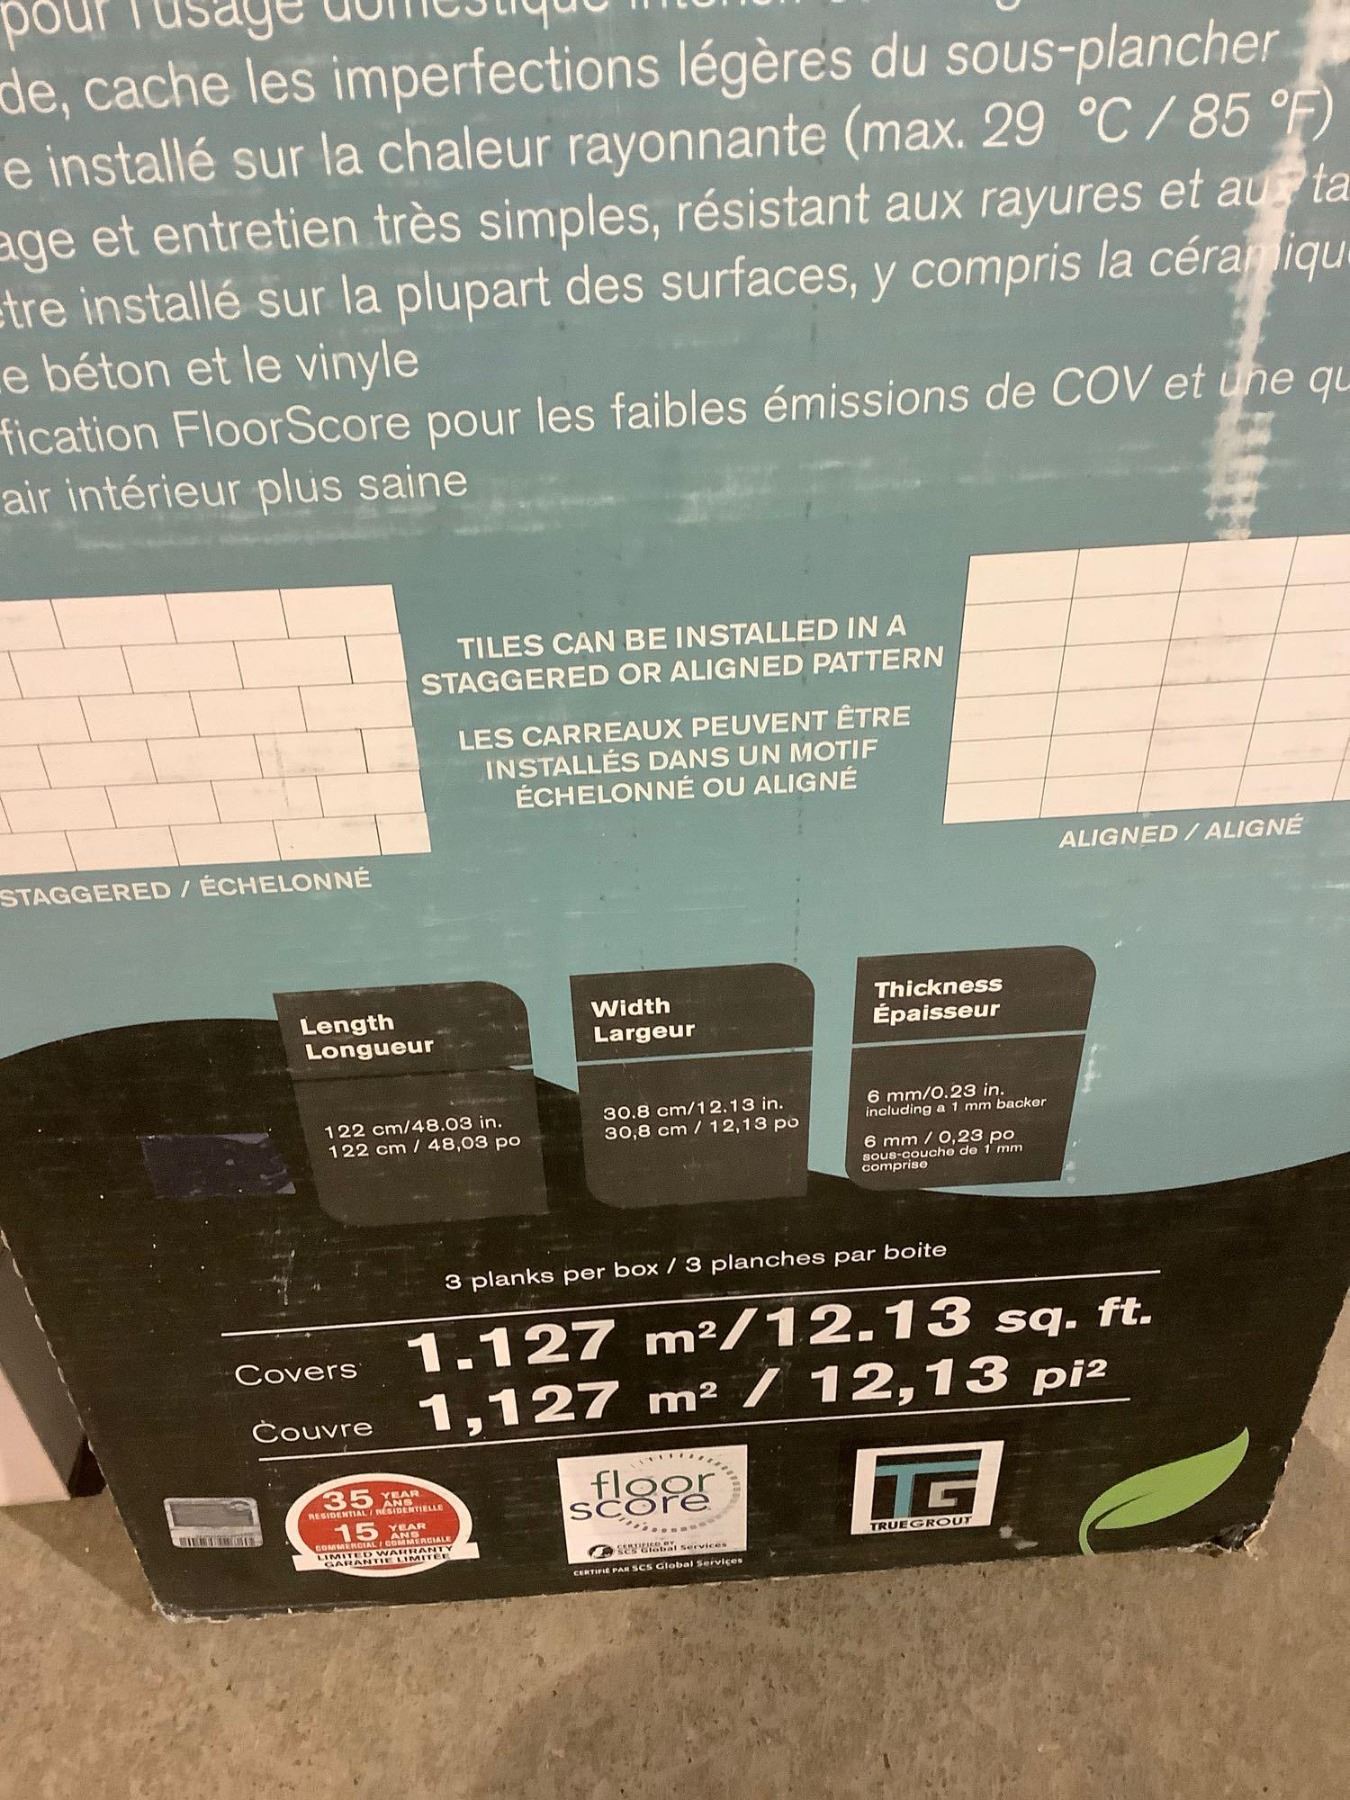 pour l'usage domestique
de, cache les imperfections légères du sous-plancher
e installé sur la chaleur rayonnante (max. 29 °C / 85 °F)
age et entretien très simples, résistant aux rayures et aux ta
tre installé sur la plupart des surfaces, y compris la céramiqu
e béton et le vinyle
fication FloorScore pour les faibles émissions de COV et une qu
air intérieur plus saine
TILES CAN BE INSTALLED IN A
STAGGERED OR ALIGNED PATTERN
LES CARREAUX PEUVENT ÊTRE
INSTALLÉS DANS UN MOTIF
ÉCHELONNÉ OU ALIGNÉ
STAGGERED / ÉCHELONNÉ
ALIGNED / ALIGNÉ
Length
Longueur
122 cm/48.03 in.
122 cm / 48,03 po
Width
Largeur
30.8 cm/12.13 in.
30,8 cm / 12,13 po
Thickness
Épaisseur
6 mm/0.23 in.
including a 1 mm backer
6 mm / 0,23 po
sous-couche de 1 mm
comprise
3 planks per box / 3 planches par boite
Covers 1.127 m²/12.13 sq. ft.
Couvre 1,127 m² / 12,13 pi²
35 YEAR ANS
RESIDENTIAL / RÉSIDENTIELLE
15 YEAR ANS
COMMERCIAL / COMMERCIALE
LIMITED WARRANTY
GARANTIE LIMITÉE
floor
score
CERTIFIED BY
SCS Global Services
CERTIFIÉ PAR SCS Global Services
TG
TRUEGROUT